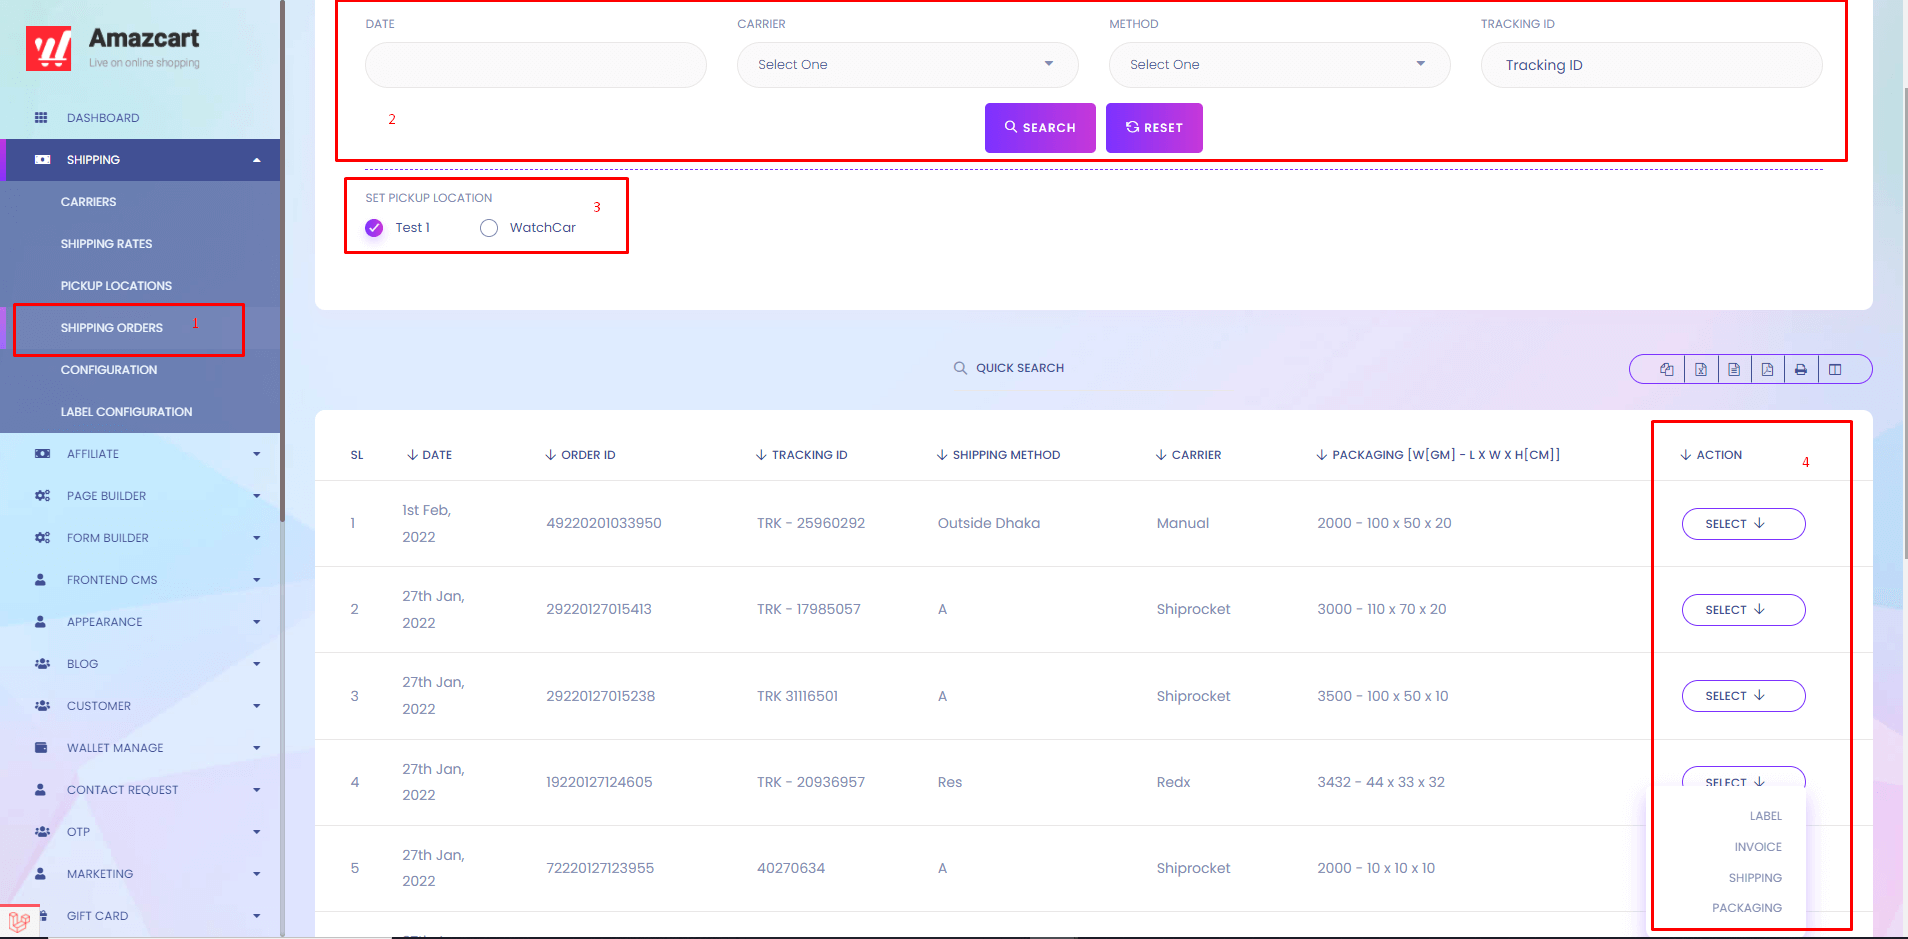 Amazcart
Live on online shopping
DASHBOARD
SHIPPING
CARRIERS
SHIPPING RATES
PICKUP LOCATIONS
SHIPPING ORDERS 1
CONFIGURATION
LABEL CONFIGURATION
AFFILIATE
PAGE BUILDER
FORM BUILDER
FRONTEND CMS
APPEARANCE
BLOG
CUSTOMER
WALLET MANAGE
CONTACT REQUEST
OTP
MARKETING
GIFT CARD
DATE CARRIER METHOD TRACKING ID
Select One Select One Tracking ID
2
SEARCH RESET
SET PICKUP LOCATION 3
Test 1 WatchCar
QUICK SEARCH
SL DATE ORDER ID TRACKING ID SHIPPING METHOD CARRIER PACKAGING [W[GM] - L X W X H[CM]] ACTION 4
1 1st Feb, 2022 49220201033950 TRK - 25960292 Outside Dhaka Manual 2000 - 100 x 50 x 20 SELECT
2 27th Jan, 2022 29220127015413 TRK - 17985057 A Shiprocket 3000 - 110 x 70 x 20 SELECT
3 27th Jan, 2022 29220127015238 TRK 31116501 A Shiprocket 3500 - 100 x 50 x 10 SELECT
4 27th Jan, 2022 19220127124605 TRK - 20936957 Res Redx 3432 - 44 x 33 x 32 SELECT
5 27th Jan, 2022 72220127123955 40270634 A Shiprocket 2000 - 10 x 10 x 10
LABEL
INVOICE
SHIPPING
PACKAGING